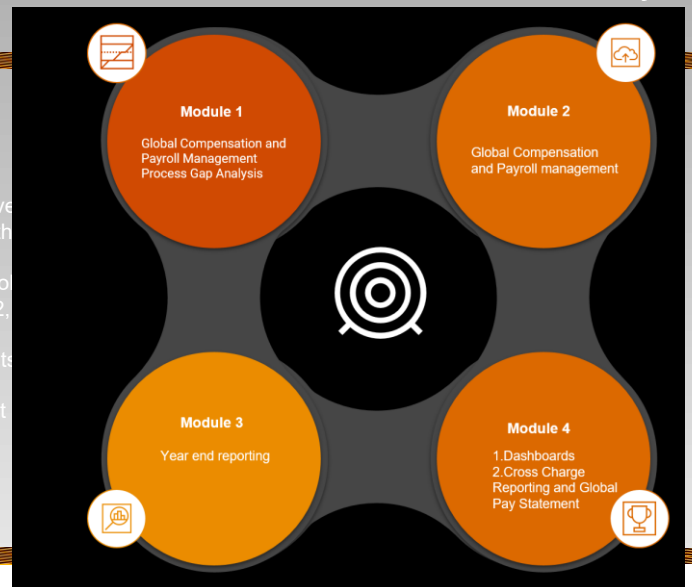 Module 1
Global Compensation and
Payroll Management
Process Gap Analysis
Module 2
Global Compensation
and Payroll management
Module 3
Year end reporting
Module 4
1.Dashboards
2.Cross Charge
Reporting and Global
Pay Statement